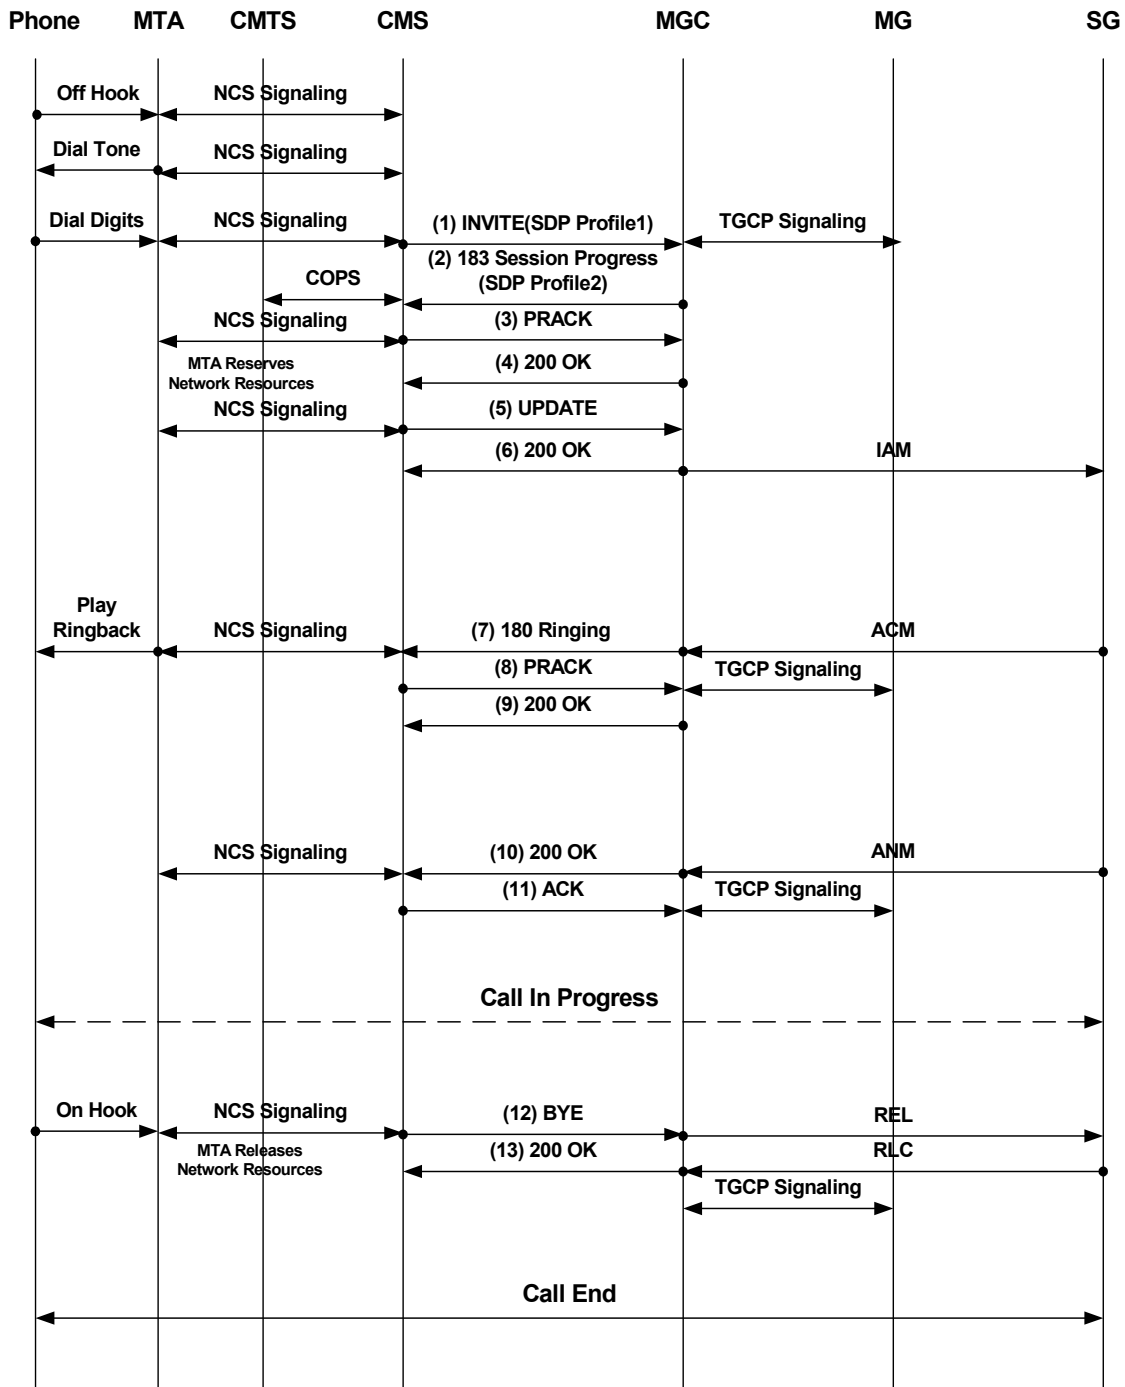 Phone MTA CMTS CMS MGC MG SG
Off Hook NCS Signaling
Dial Tone NCS Signaling
Dial Digits NCS Signaling (1) INVITE(SDP Profile1) TGCP Signaling
(2) 183 Session Progress
(SDP Profile2)
COPS
NCS Signaling (3) PRACK
MTA Reserves
Network Resources
(4) 200 OK
NCS Signaling (5) UPDATE
(6) 200 OK IAM
Play
Ringback NCS Signaling (7) 180 Ringing ACM
(8) PRACK TGCP Signaling
(9) 200 OK
NCS Signaling (10) 200 OK ANM
(11) ACK TGCP Signaling
Call In Progress
On Hook NCS Signaling (12) BYE REL
MTA Releases
Network Resources
(13) 200 OK RLC
TGCP Signaling
Call End